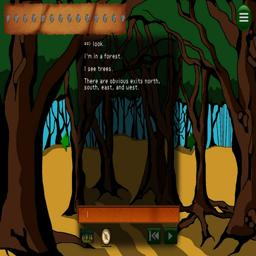 => look.
I'm in a forest.
I see trees.
There are obvious exits north,
south, east, and west.